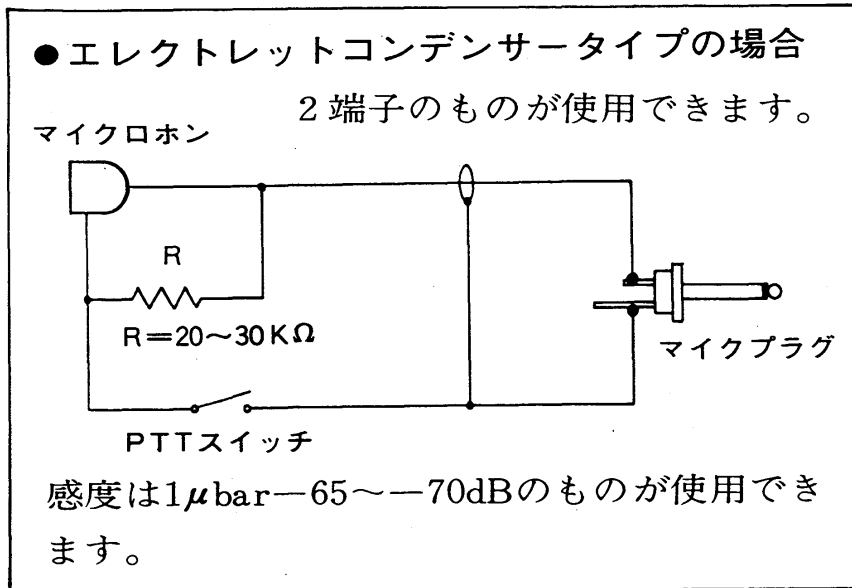 ●エレクトレットコンデンサータイプの場合
2端子のものが使用できます。
マイクロホン
R
R=20～30KΩ
マイクプラグ
PTTスイッチ
感度は1μbar－65～－70dBのものが使用でき
ます。